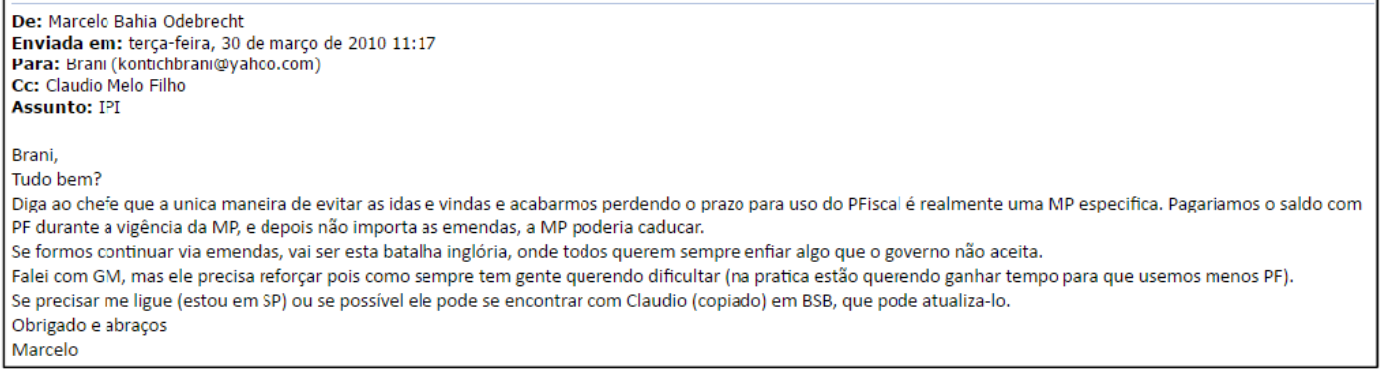 De: Marcelo Bahia Odebrecht
Enviada em: terça-feira, 30 de março de 2010 11:17
Para: Brani (kontichbrani@yahco.com)
Cc: Claudio Melo Filho
Assunto: IPI
Brani,
Tudo bem?
Diga ao chefe que a unica maneira de evitar as idas e vindas e acabarmos perdendo o prazo para uso do PFiscal é realmente uma MP especifica. Pagariamos o saldo com
PF durante a vigência da MP, e depois não importa as emendas, a MP poderia caducar.
Se formos continuar via emendas, vai ser esta batalha inglória, onde todos querem sempre enfiar algo que o governo não aceita.
Falei com GM, mas ele precisa reforçar pois como sempre tem gente querendo dificultar (na pratica estão querendo ganhar tempo para que usemos menos PF).
Se precisar me ligue (estou em SP) ou se possível ele pode se encontrar com Claudio (copiado) em BSB, que pode atualiza-lo.
Obrigado e abraços
Marcelo